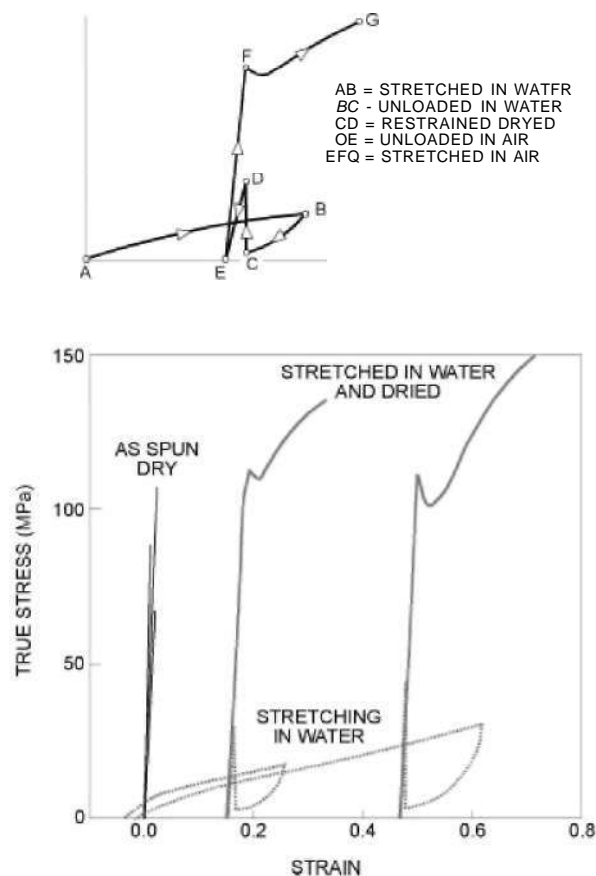 G
F
AB = STRETCHED IN WATFR
BC - UNLOADED IN WATER
CD = RESTRAINED DRYED
OE = UNLOADED IN AIR
EFQ = STRETCHED IN AIR
D
B
A
E
C
150
STRETCHED IN WATER
AND DRIED
AS SPUN
DRY
100
TRUE STRESS (MPa)
50
STRETCHING
IN WATER
0
0.0
0.2
0.4
0.6
0.8
STRAIN